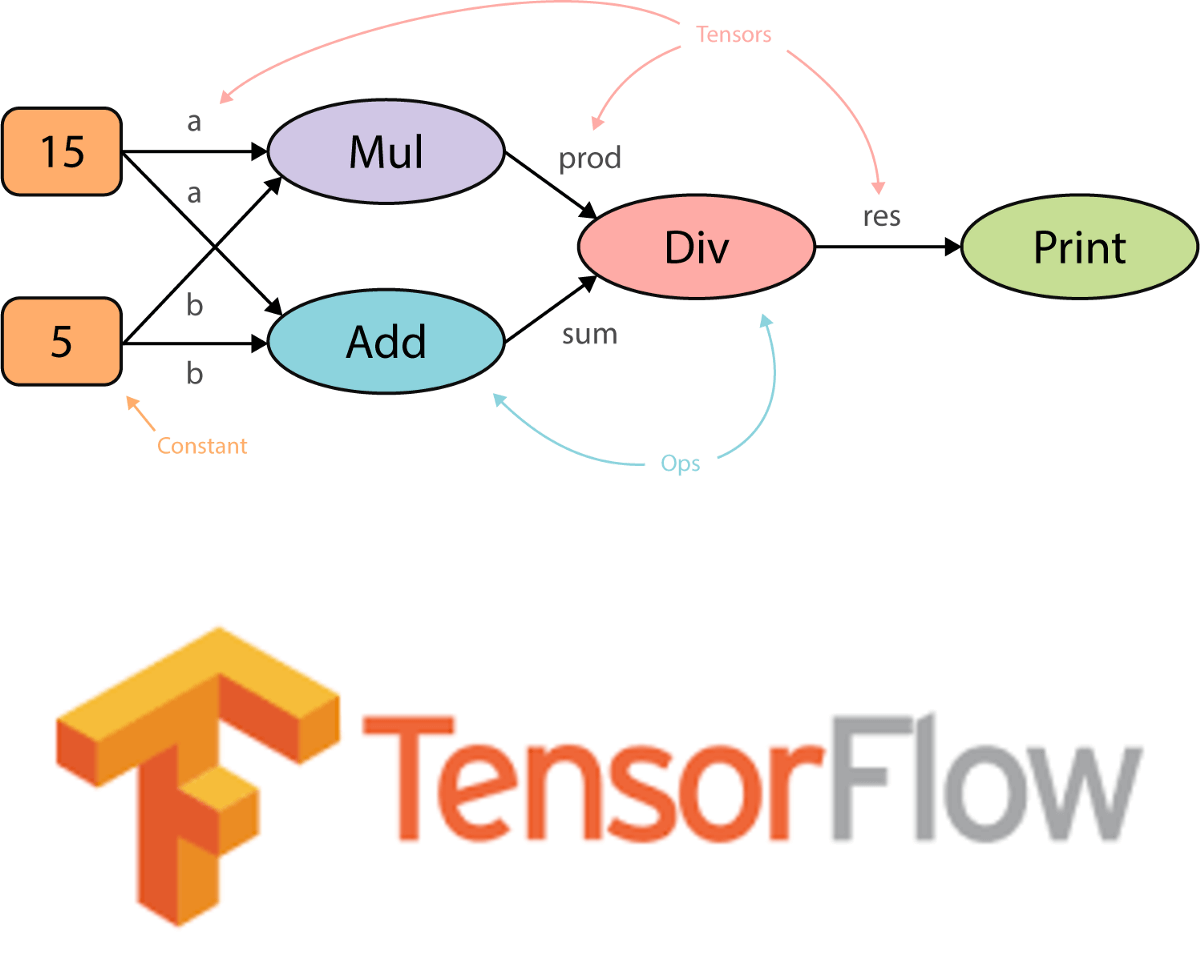 Tensors
a
15
Mul
prod
a
res
Div
Print
b
5
Add
sum
b
Constant
Ops
TensorFlow